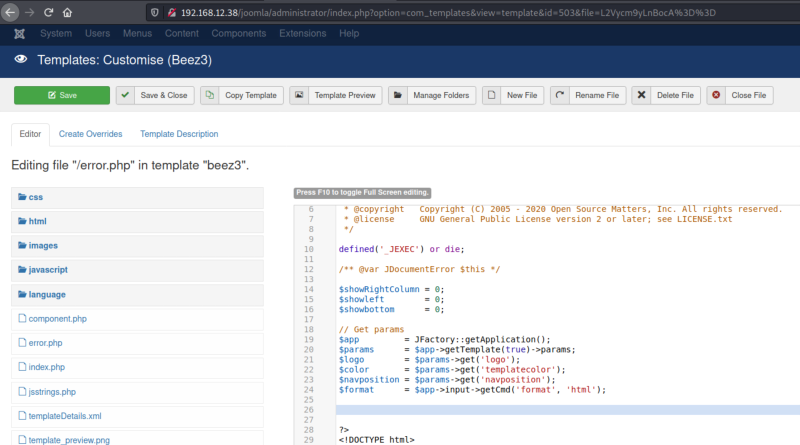 192.168.12.38/joomla/administrator/index.php?option=com_templates&view=template&id=503&file=L2Vycm9yLnBocA%3D%3D
System Users Menus Content Components Extensions Help
Templates: Customise (Beez3)
Save Save & Close Copy Template Template Preview Manage Folders New File Rename File Delete File Close File
Editor Create Overrides Template Description
Editing file "/error.php" in template "beez3".
css
html
images
javascript
language
component.php
error.php
index.php
jsstrings.php
templateDetails.xml
template_preview.png
Press F10 to toggle Full Screen editing.
6 * @copyright Copyright (C) 2005 - 2020 Open Source Matters, Inc. All rights reserved.
7 * @license GNU General Public License version 2 or later; see LICENSE.txt
8 */
9
10 defined('_JEXEC') or die;
11
12 /** @var JDocumentError $this */
13
14 $showRightColumn = 0;
15 $showleft = 0;
16 $showbottom = 0;
17
18 // Get params
19 $app = JFactory::getApplication();
20 $params = $app->getTemplate(true)->params;
21 $logo = $params->get('logo');
22 $color = $params->get('templatecolor');
23 $navposition = $params->get('navposition');
24 $format = $app->input->getCmd('format', 'html');
25
26
27
28 ?>
29 <!DOCTYPE html>